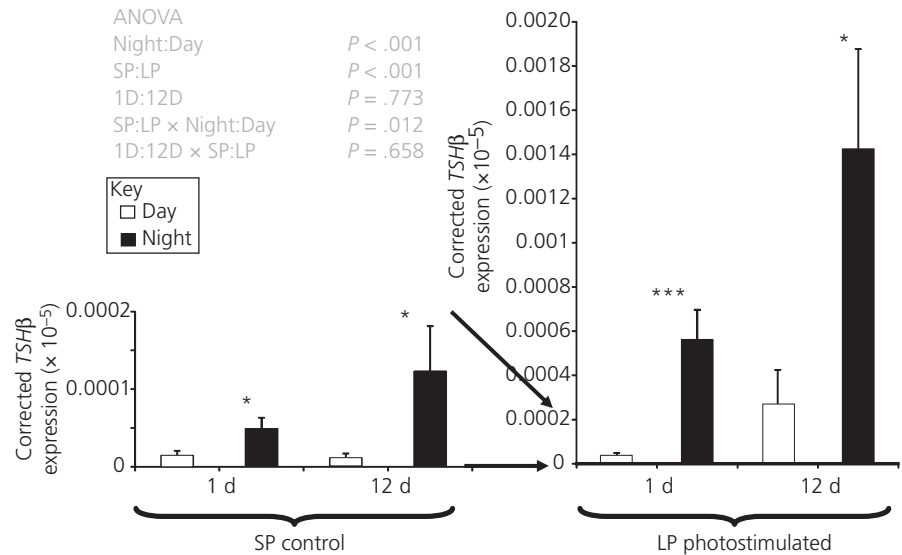 ANOVA
Night:Day P < .001
SP:LP P < .001
1D:12D P = .773
SP:LP × Night:Day P = .012
1D:12D × SP:LP P = .658
Key
Day
Night
Corrected TSHβ
expression (× 10⁻⁵)
0.0002
0.0001
0
*
*
1 d
12 d
SP control
Corrected TSHβ
expression (×10⁻⁵)
0.0020
0.0018
0.0016
0.0014
0.0012
0.001
0.0008
0.0006
0.0004
0.0002
0
***
*
1 d
12 d
LP photostimulated